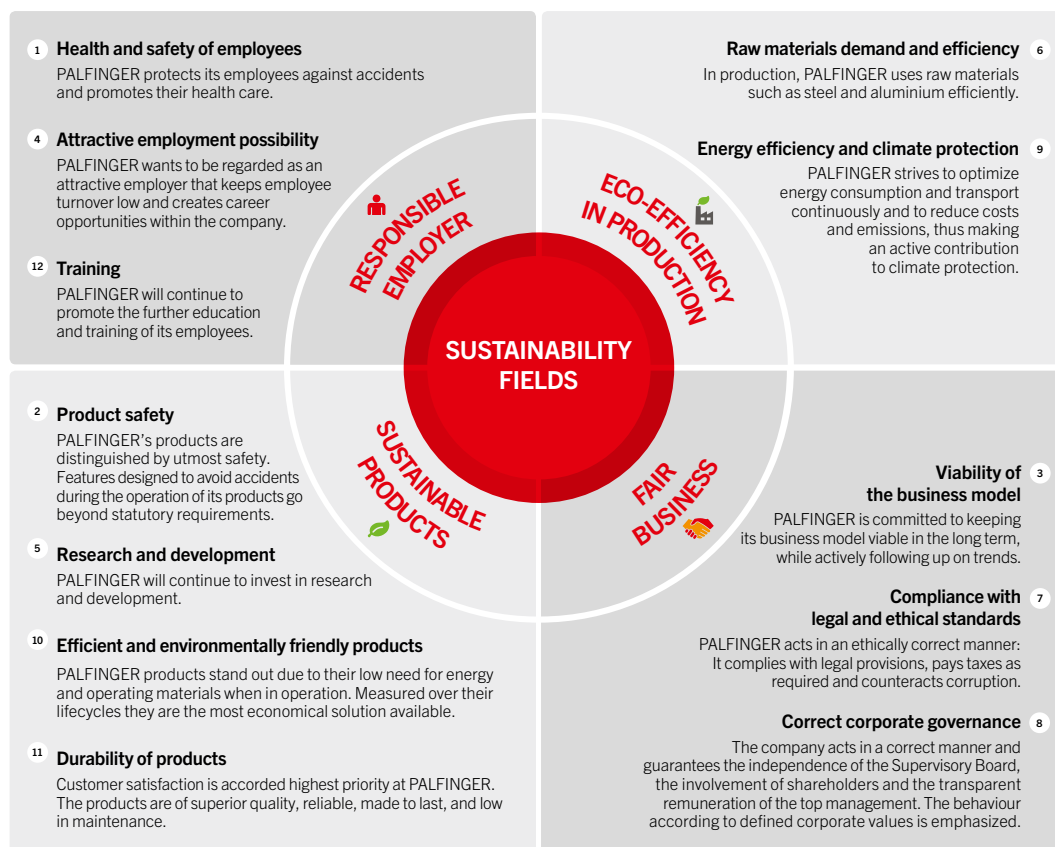 1 Health and safety of employees
PALFINGER protects its employees against accidents
and promotes their health care.
4 Attractive employment possibility
PALFINGER wants to be regarded as an
attractive employer that keeps employee
turnover low and creates career
opportunities within the company.
12 Training
PALFINGER will continue to
promote the further education
and training of its employees.
RESPONSIBLE
EMPLOYER
Raw materials demand and efficiency 6
In production, PALFINGER uses raw materials
such as steel and aluminium efficiently.
Energy efficiency and climate protection 9
PALFINGER strives to optimize
energy consumption and transport
continuously and to reduce costs
and emissions, thus making
an active contribution
to climate protection.
ECO-EFFICIENCY
IN PRODUCTION
SUSTAINABILITY
FIELDS
2 Product safety
PALFINGER’s products are
distinguished by utmost safety.
Features designed to avoid accidents
during the operation of its products go
beyond statutory requirements.
5 Research and development
PALFINGER will continue to invest in research
and development.
10 Efficient and environmentally friendly products
PALFINGER products stand out due to their low need for energy
and operating materials when in operation. Measured over their
lifecycles they are the most economical solution available.
11 Durability of products
Customer satisfaction is accorded highest priority at PALFINGER.
The products are of superior quality, reliable, made to last, and low
in maintenance.
SUSTAINABLE
PRODUCTS
FAIR
BUSINESS
Viability of 3
the business model
PALFINGER is committed to keeping
its business model viable in the long term,
while actively following up on trends.
Compliance with 7
legal and ethical standards
PALFINGER acts in an ethically correct manner:
It complies with legal provisions, pays taxes as
required and counteracts corruption.
Correct corporate governance 8
The company acts in a correct manner and
guarantees the independence of the Supervisory Board,
the involvement of shareholders and the transparent
remuneration of the top management. The behaviour
according to defined corporate values is emphasized.